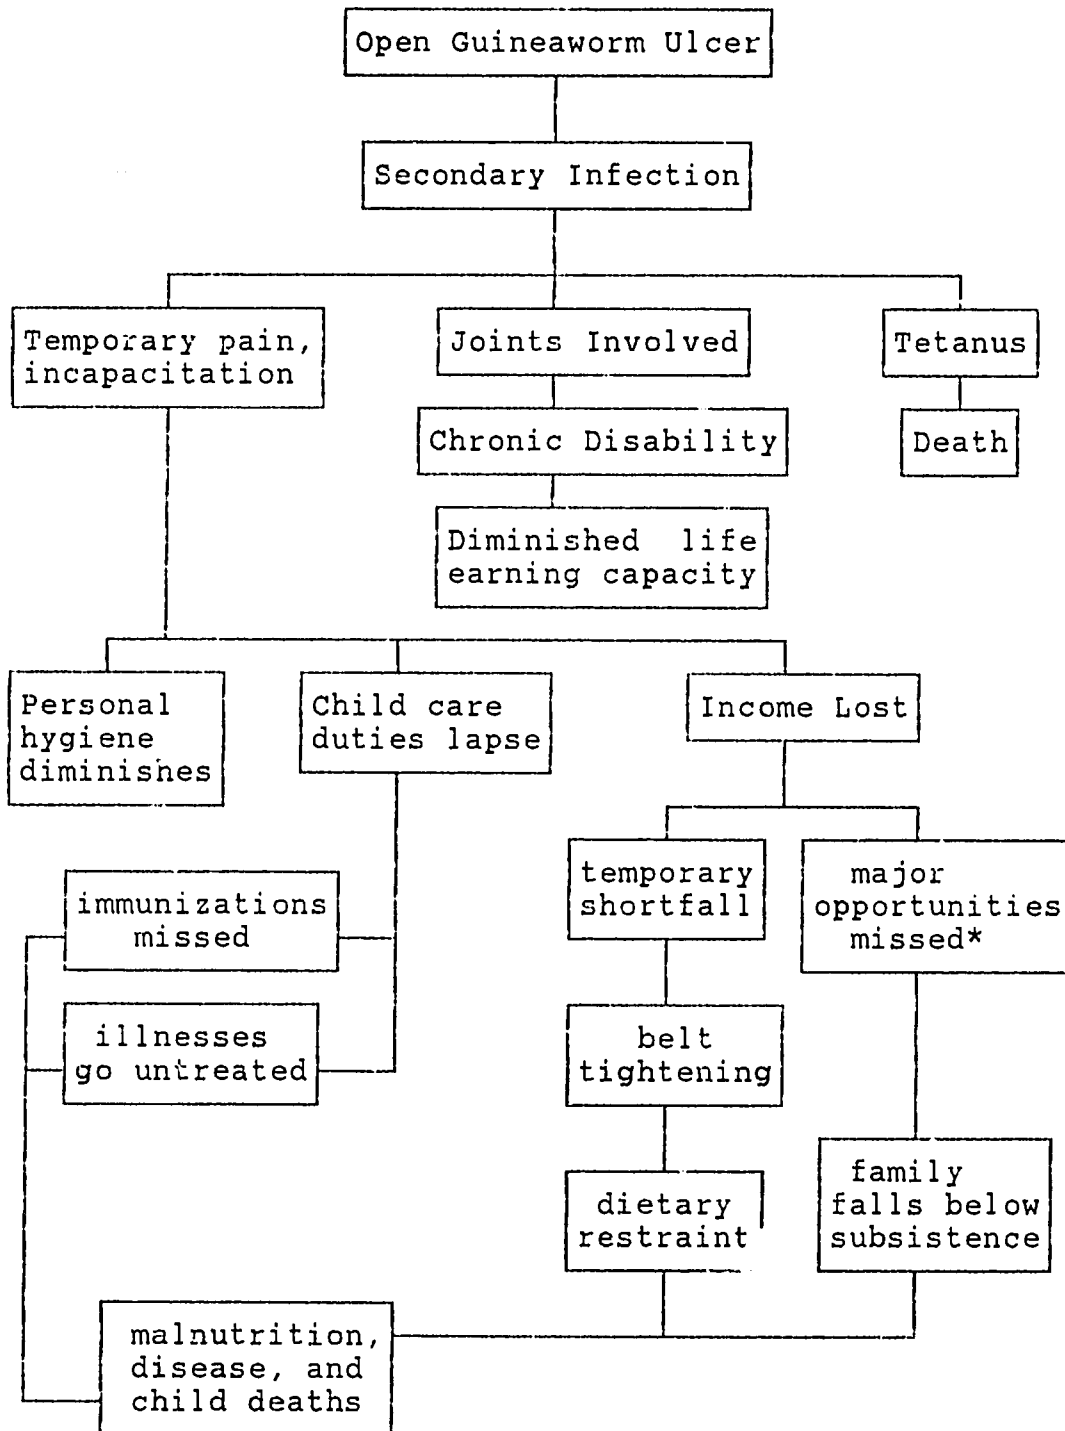 Open Guineaworm Ulcer
Secondary Infection
Temporary pain,
incapacitation
Joints Involved
Tetanus
Chronic Disability
Death
Diminished life
earning capacity
Personal
hygiene
diminishes
Child care
duties lapse
Income Lost
immunizations
missed
temporary
shortfall
major
opportunities
missed*
illnesses
go untreated
belt
tightening
dietary
restraint
family
falls below
subsistence
malnutrition,
disease, and
child deaths